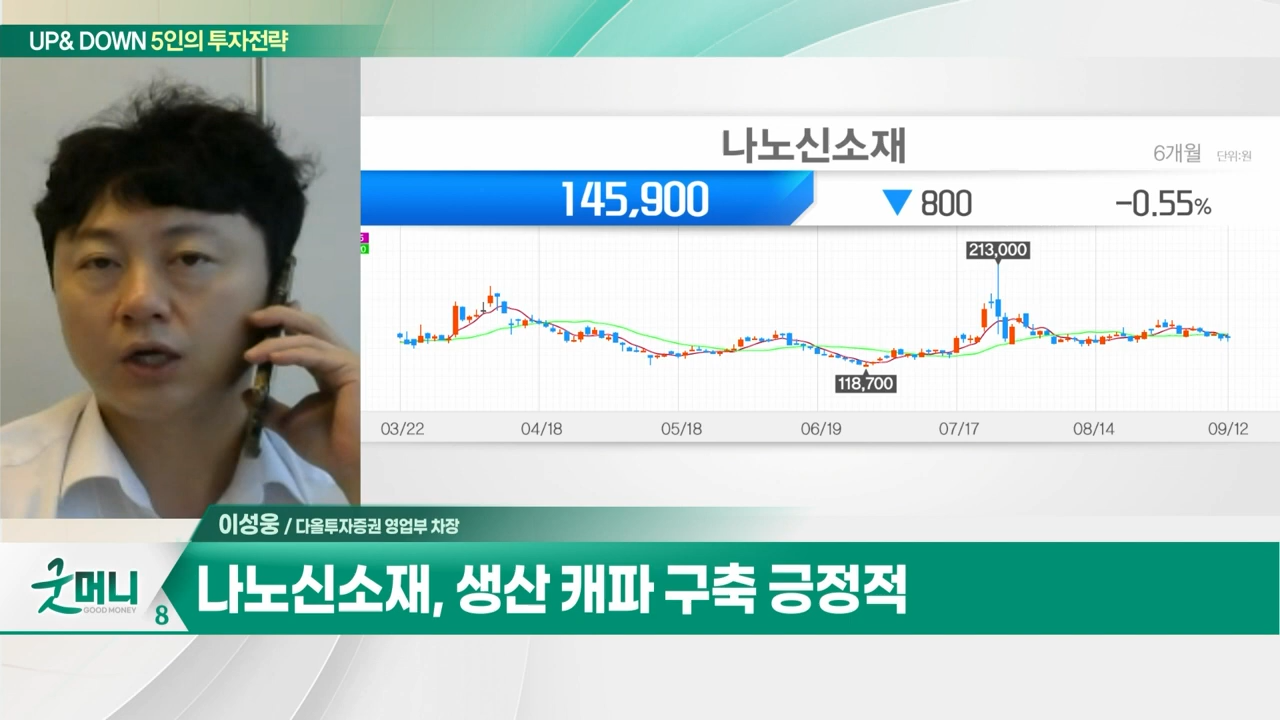 UP& DOWN 5인의 투자전략
나노신소재
6개월 단위:원
145,900 ▼ 800 -0.55%
213,000
118,700
03/22 04/18 05/18 06/19 07/17 08/14 09/12
이성웅 / 다올투자증권 영업부 차장
굿머니
GOOD MONEY
8
나노신소재, 생산 캐파 구축 긍정적